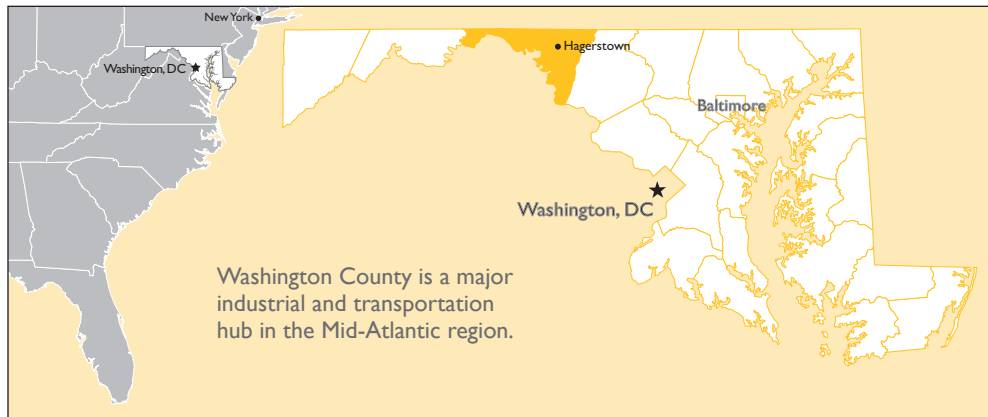 New York
Washington, DC
Hagerstown
Baltimore
Washington, DC
Washington County is a major
industrial and transportation
hub in the Mid-Atlantic region.